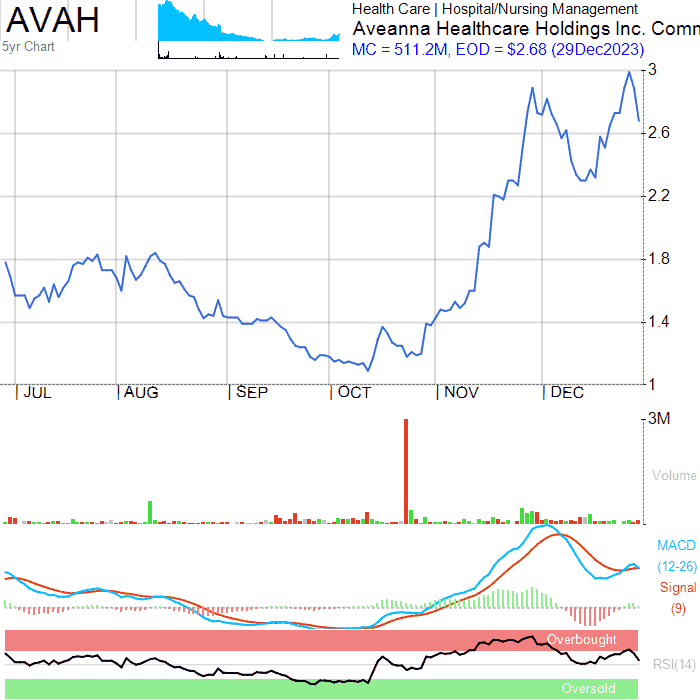 AVAH
5yr Chart
Health Care | Hospital/Nursing Management
Aveanna Healthcare Holdings Inc. Comm
MC = 511.2M, EOD = $2.68 (29Dec2023)
3
2.6
2.2
1.8
1.4
1
JUL AUG SEP OCT NOV DEC
3M
Volume
MACD
(12-26)
Signal
(9)
Overbought
RSI(14)
Oversold